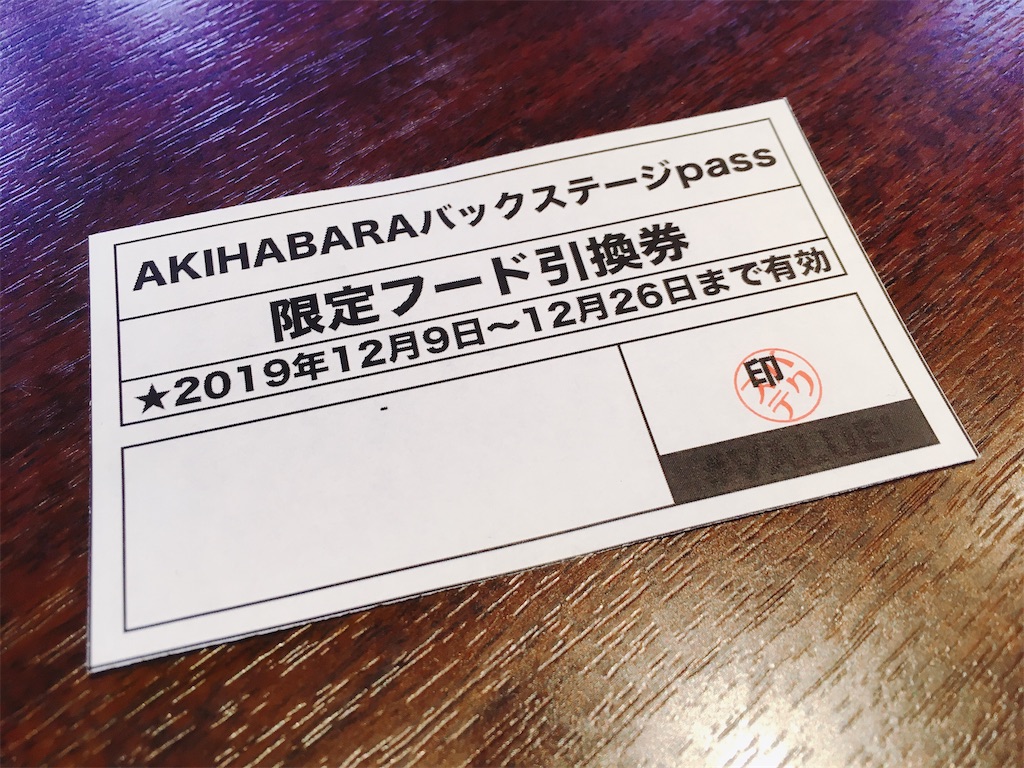 AKIHABARAバックステージpass
限定フード引換券
★2019年12月9日～12月26日まで有効
-
印
#VALUE!